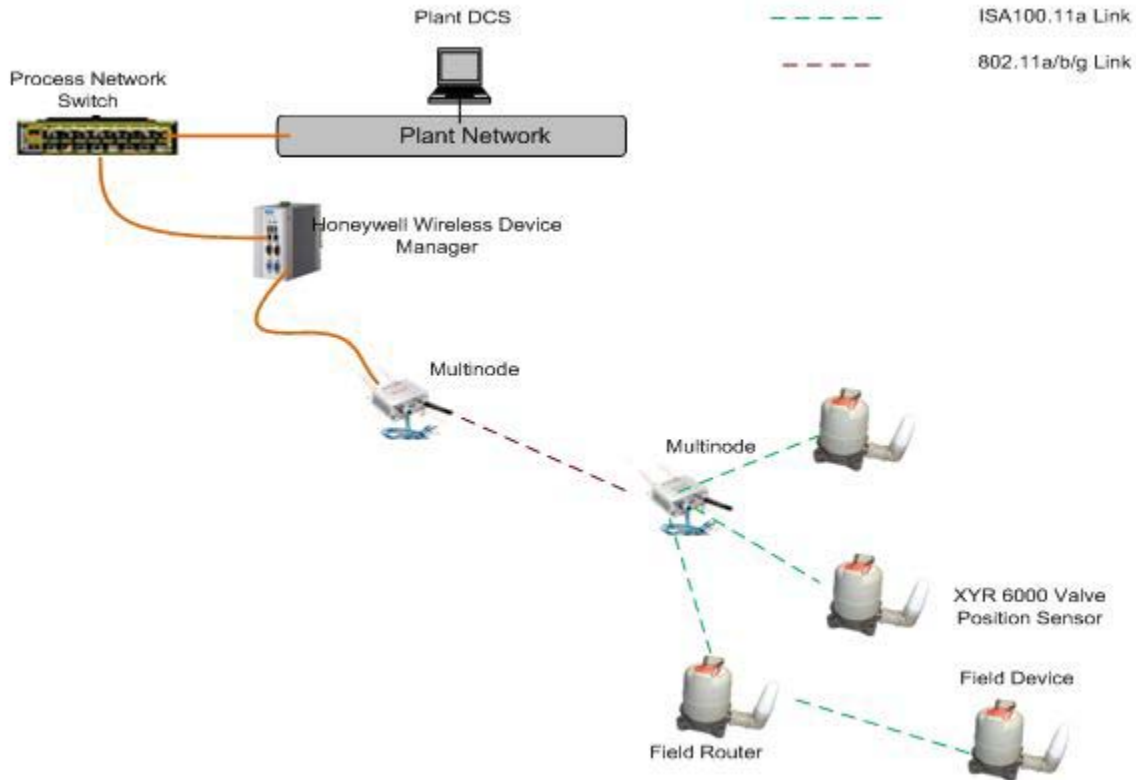 Plant DCS
ISA100.11a Link
802.11a/b/g Link
Process Network
Switch
Plant Network
Honeywell Wireless Device
Manager
Multinode
Multinode
XYR 6000 Valve
Position Sensor
Field Device
Field Router